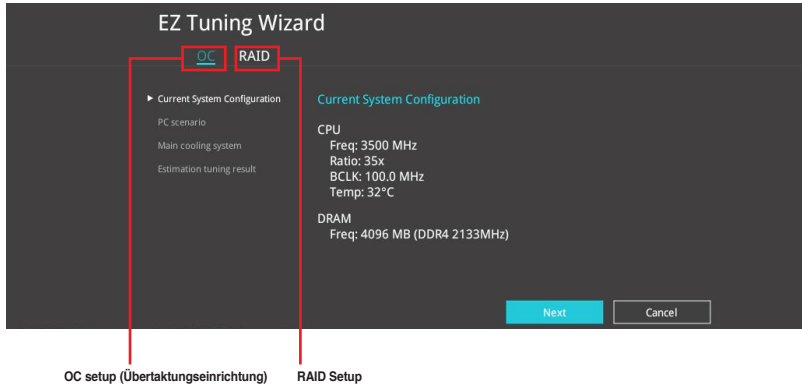 EZ Tuning Wizard
OC RAID
Current System Configuration
PC scenario
Main cooling system
Estimation tuning result
Current System Configuration
CPU
Freq: 3500 MHz
Ratio: 35x
BCLK: 100.0 MHz
Temp: 32°C
DRAM
Freq: 4096 MB (DDR4 2133MHz)
Next Cancel
OC setup (Übertaktungseinrichtung) RAID Setup